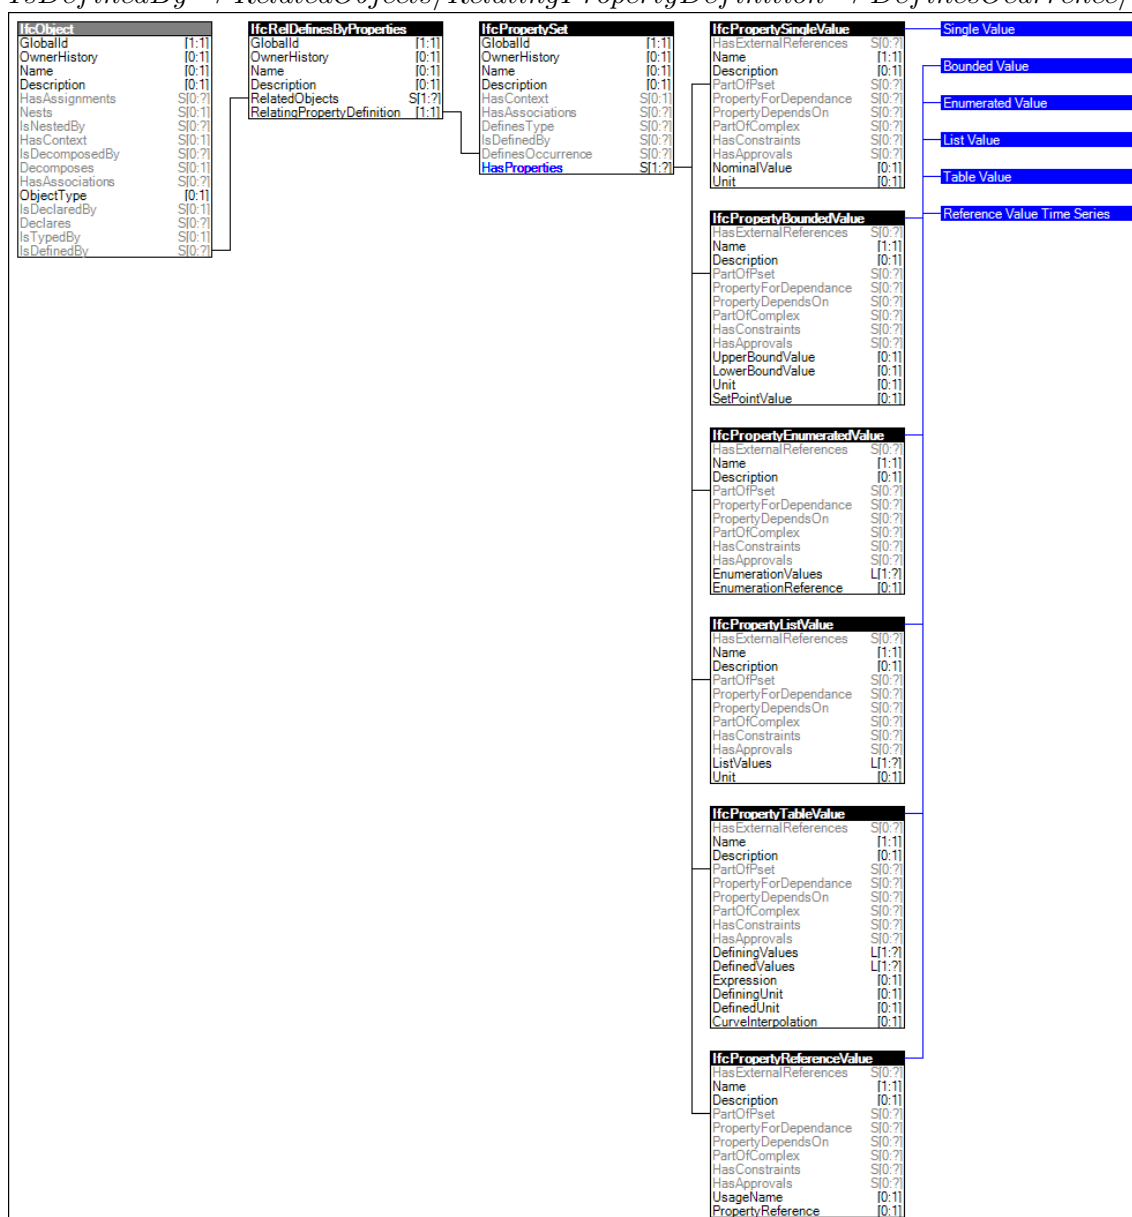 IsDefinedBy → RelatedObjects/RelatingPropertyDefinition → DefinesOcurrence/
IfcObject
GlobalId [1:1]
OwnerHistory [0:1]
Name [0:1]
Description [0:1]
HasAssignments S[0:?]
Nests S[0:1]
IsNestedBy S[0:?]
HasContext S[0:1]
IsDecomposedBy S[0:?]
Decomposes S[0:1]
HasAssociations S[0:?]
ObjectType [0:1]
IsDeclaredBy S[0:1]
Declares S[0:?]
IsTypedBy S[0:1]
IsDefinedBy S[0:?]
IfcRelDefinesByProperties
GlobalId [1:1]
OwnerHistory [0:1]
Name [0:1]
Description [0:1]
RelatedObjects S[1:?]
RelatingPropertyDefinition [1:1]
IfcPropertySet
GlobalId [1:1]
OwnerHistory [0:1]
Name [0:1]
Description [0:1]
HasContext S[0:1]
HasAssociations S[0:?]
DefinesType S[0:?]
IsDefinedBy S[0:?]
DefinesOccurrence S[0:?]
HasProperties S[1:?]
IfcPropertySingleValue
HasExternalReferences S[0:?]
Name [1:1]
Description [0:1]
PartOfPset S[0:?]
PropertyForDependance S[0:?]
PropertyDependsOn S[0:?]
PartOfComplex S[0:?]
HasConstraints S[0:?]
HasApprovals S[0:?]
NominalValue [0:1]
Unit [0:1]
IfcPropertyBoundedValue
HasExternalReferences S[0:?]
Name [1:1]
Description [0:1]
PartOfPset S[0:?]
PropertyForDependance S[0:?]
PropertyDependsOn S[0:?]
PartOfComplex S[0:?]
HasConstraints S[0:?]
HasApprovals S[0:?]
UpperBoundValue [0:1]
LowerBoundValue [0:1]
Unit [0:1]
SetPointValue [0:1]
IfcPropertyEnumeratedValue
HasExternalReferences S[0:?]
Name [1:1]
Description [0:1]
PartOfPset S[0:?]
PropertyForDependance S[0:?]
PropertyDependsOn S[0:?]
PartOfComplex S[0:?]
HasConstraints S[0:?]
HasApprovals S[0:?]
EnumerationValues L[1:?]
EnumerationReference [0:1]
IfcPropertyListValue
HasExternalReferences S[0:?]
Name [1:1]
Description [0:1]
PartOfPset S[0:?]
PropertyForDependance S[0:?]
PropertyDependsOn S[0:?]
PartOfComplex S[0:?]
HasConstraints S[0:?]
HasApprovals S[0:?]
ListValues L[1:?]
Unit [0:1]
IfcPropertyTableValue
HasExternalReferences S[0:?]
Name [1:1]
Description [0:1]
PartOfPset S[0:?]
PropertyForDependance S[0:?]
PropertyDependsOn S[0:?]
PartOfComplex S[0:?]
HasConstraints S[0:?]
HasApprovals S[0:?]
DefiningValues L[1:?]
DefinedValues L[1:?]
Expression [0:1]
DefiningUnit [0:1]
DefinedUnit [0:1]
CurveInterpolation [0:1]
IfcPropertyReferenceValue
HasExternalReferences S[0:?]
Name [1:1]
Description [0:1]
PartOfPset S[0:?]
PropertyForDependance S[0:?]
PropertyDependsOn S[0:?]
PartOfComplex S[0:?]
HasConstraints S[0:?]
HasApprovals S[0:?]
UsageName [0:1]
PropertyReference [0:1]
Single Value
Bounded Value
Enumerated Value
List Value
Table Value
Reference Value Time Series